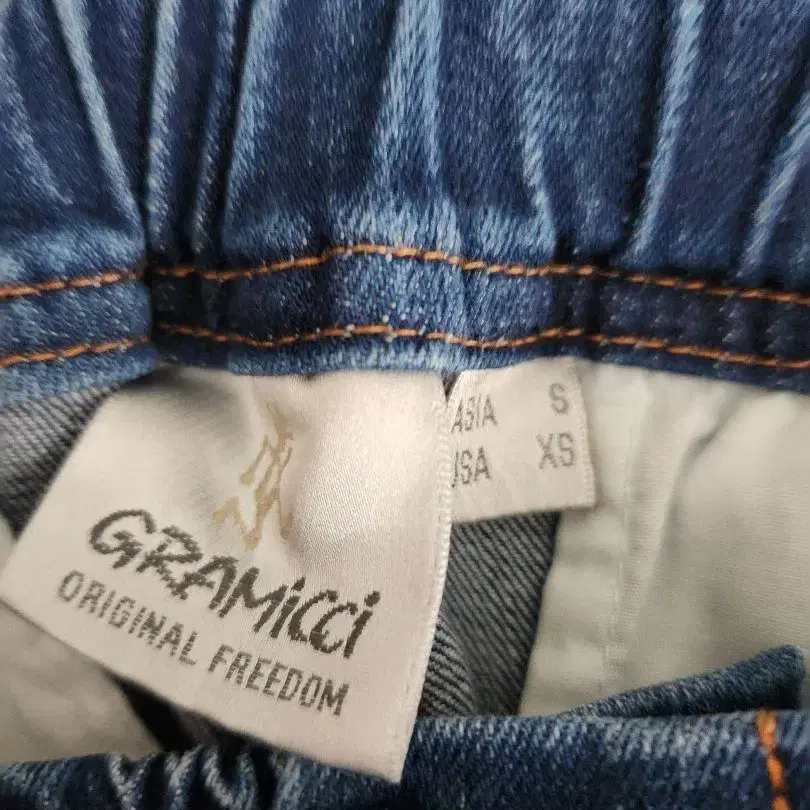 GRAMiCCi
ORIGINAL FREEDOM
ASIA S
USA XS